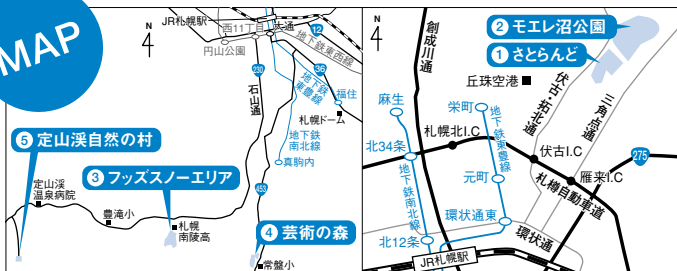 MAP
N
4
JR札幌駅
西11丁目
大通
円山公園
12
地下鉄東西線
230
石山通
36
地下鉄
東豊線
福住
札幌ドーム
地下鉄
南北線
真駒内
453
5 定山渓自然の村
3 フッズスノーエリア
定山渓
温泉病院
豊滝小
札幌
南陵高
4 芸術の森
常盤小
N
4
創成川通
2 モエレ沼公園
1 さとらんど
丘珠空港
伏古・拓北通
三角点通
麻生
栄町
地下鉄東豊線
北34条
札幌北I.C
伏古I.C
275
雁来I.C
札樽自動車道
地下鉄南北線
元町
環状通東
環状通
北12条
JR札幌駅